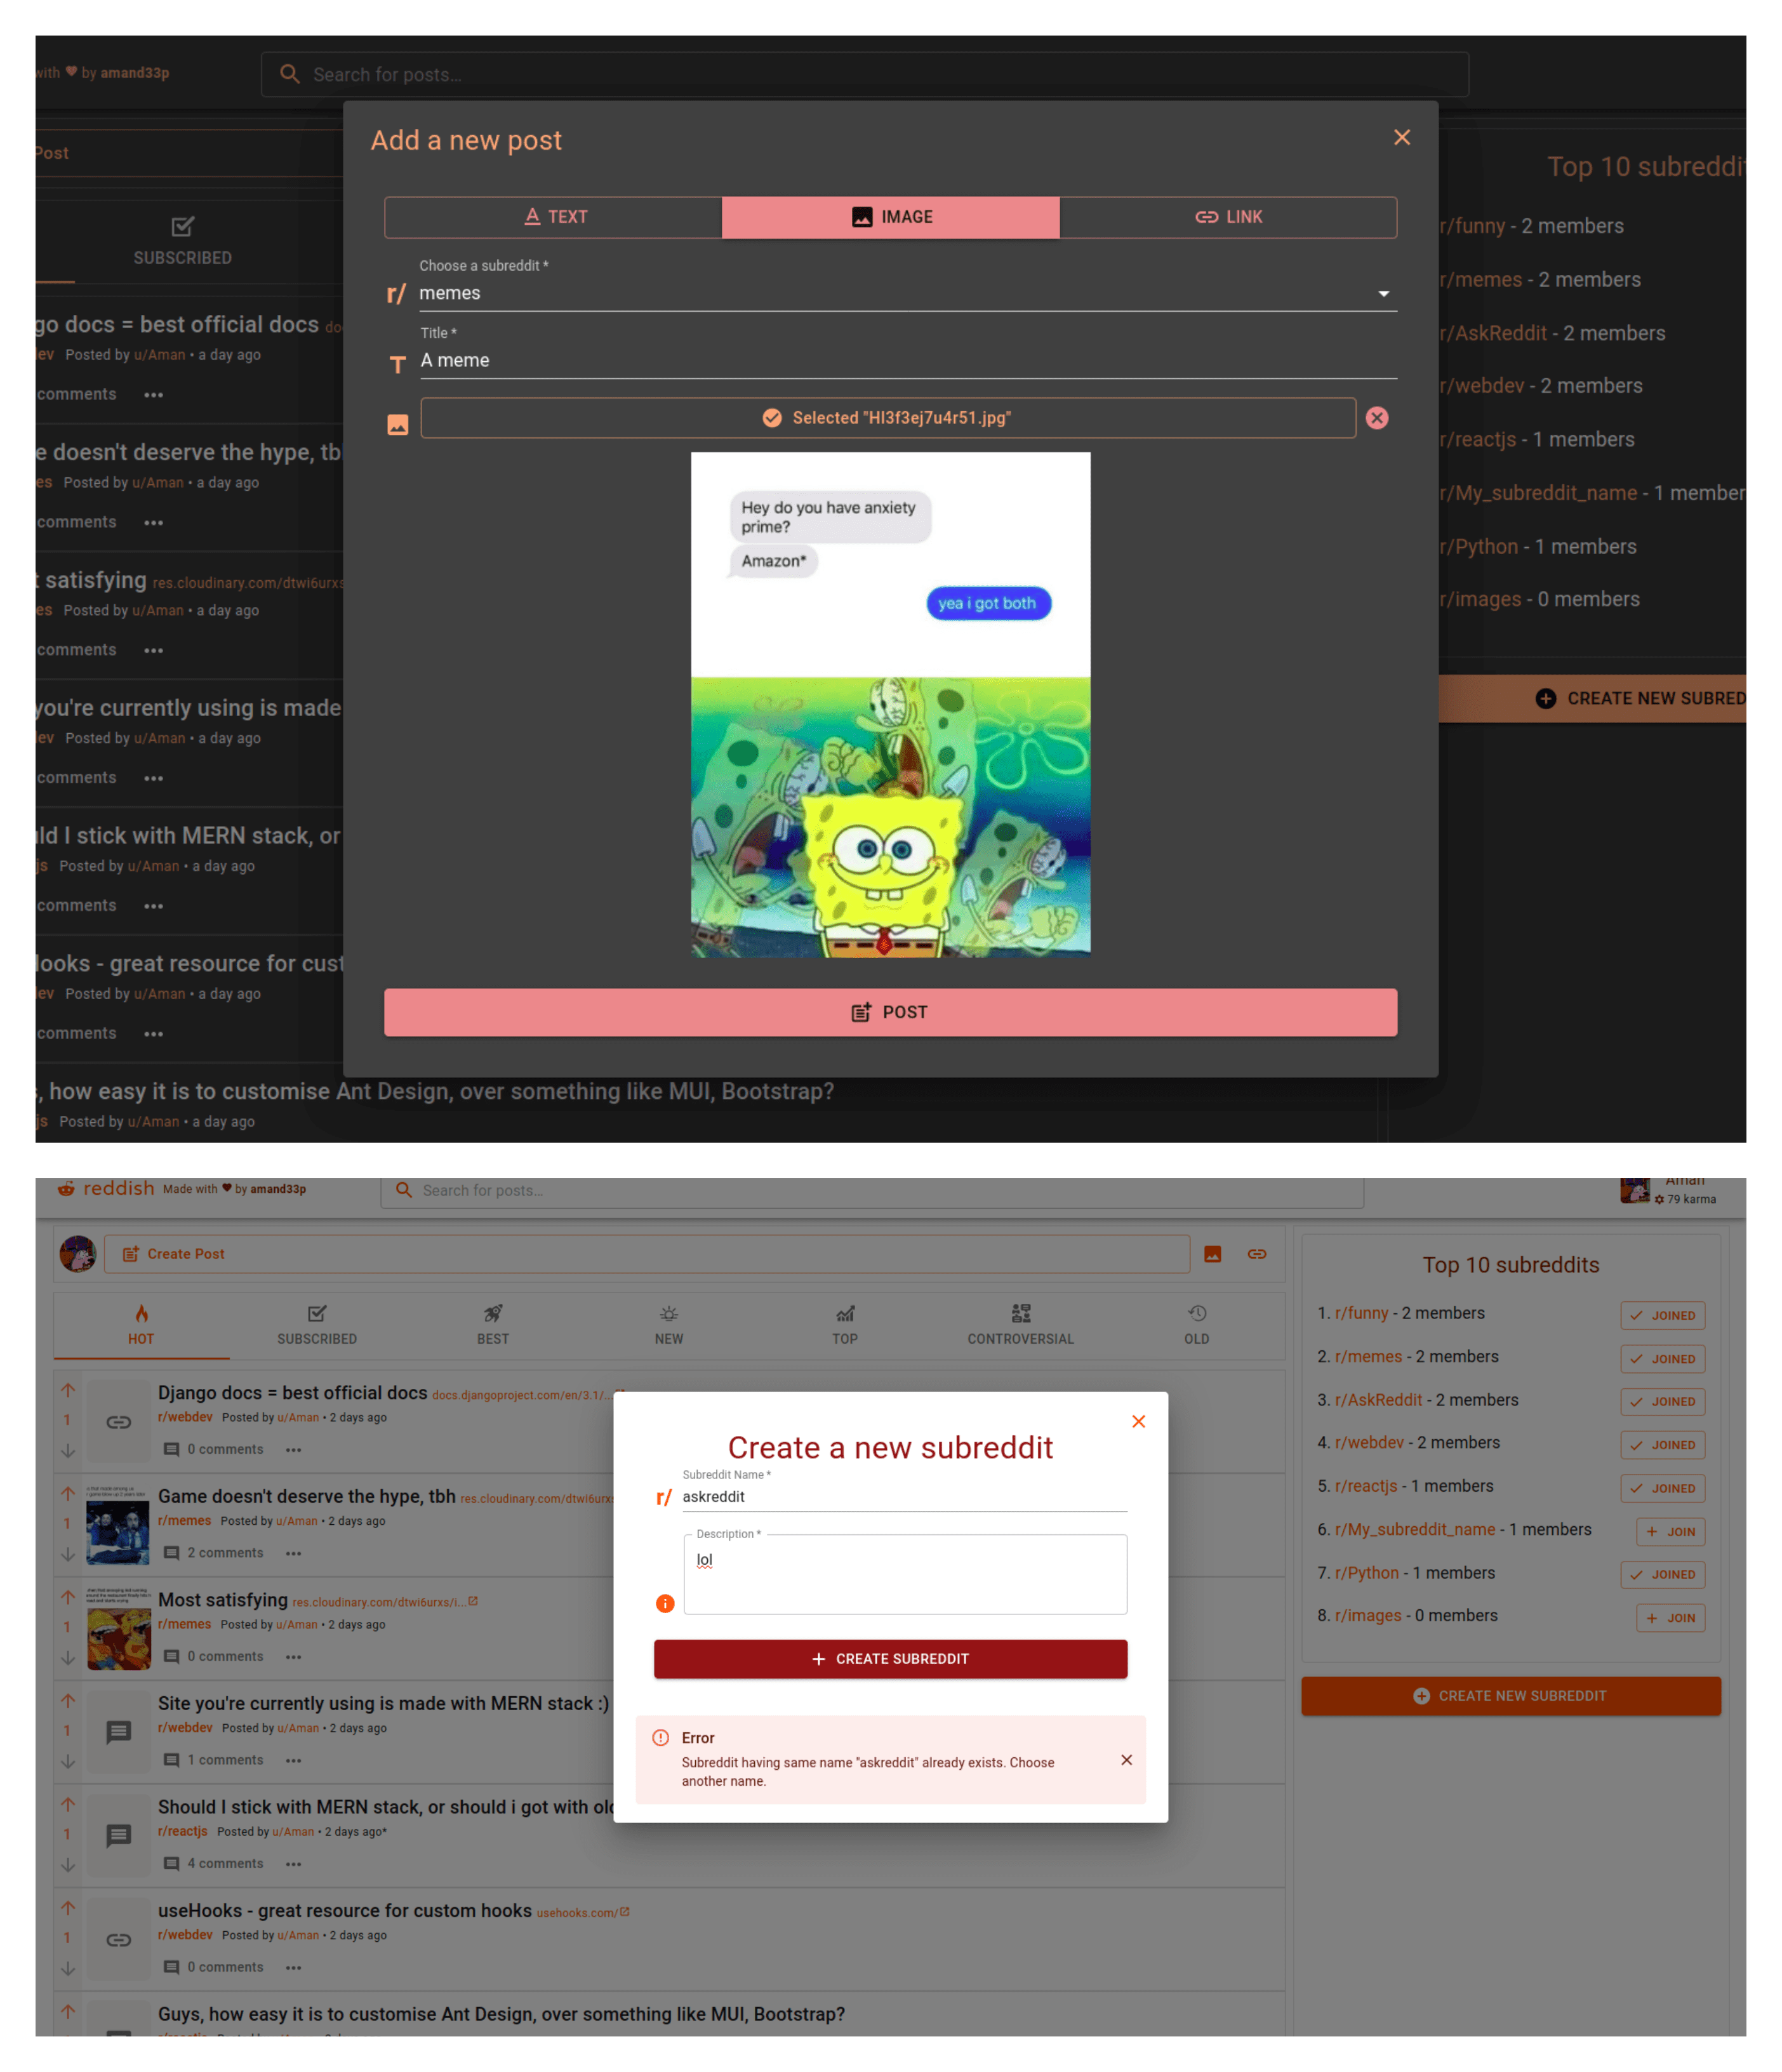 with ♥ by amand33p
Search for posts...
Post
SUBSCRIBED
go docs = best official docs do
ev Posted by u/Aman • a day ago
comments •••
e doesn't deserve the hype, tb
es Posted by u/Aman • a day ago
comments •••
t satisfying res.cloudinary.com/dtwi6urxs
es Posted by u/Aman • a day ago
comments •••
you're currently using is made
ev Posted by u/Aman • a day ago
comments •••
ld I stick with MERN stack, or
js Posted by u/Aman • a day ago
comments •••
Hooks - great resource for cust
ev Posted by u/Aman • a day ago
comments •••
, how easy it is to customise Ant Design, over something like MUI, Bootstrap?
js Posted by u/Aman • a day ago
Add a new post
TEXT
IMAGE
LINK
Choose a subreddit *
r/ memes
Title *
T A meme
Selected "Hl3f3ej7u4r51.jpg"
Hey do you have anxiety
prime?
Amazon*
yea i got both
POST
Top 10 subreddit
r/funny - 2 members
r/memes - 2 members
r/AskReddit - 2 members
r/webdev - 2 members
r/reactjs - 1 members
r/My_subreddit_name - 1 member
r/Python - 1 members
r/images - 0 members
CREATE NEW SUBRED
reddish Made with ♥ by amand33p
Search for posts...
Aman
79 karma
Create Post
HOT
SUBSCRIBED
BEST
NEW
TOP
CONTROVERSIAL
OLD
1
Django docs = best official docs docs.djangoproject.com/en/3.1/...
r/webdev Posted by u/Aman • 2 days ago
0 comments •••
1
Game doesn't deserve the hype, tbh res.cloudinary.com/dtwi6urxs
r/memes Posted by u/Aman • 2 days ago
2 comments •••
1
Most satisfying res.cloudinary.com/dtwi6urxs/i...
r/memes Posted by u/Aman • 2 days ago
0 comments •••
1
Site you're currently using is made with MERN stack :)
r/webdev Posted by u/Aman • 2 days ago
1 comments •••
1
Should I stick with MERN stack, or should i got with old
r/reactjs Posted by u/Aman • 2 days ago*
4 comments •••
1
useHooks - great resource for custom hooks usehooks.com/
r/webdev Posted by u/Aman • 2 days ago
0 comments •••
Guys, how easy it is to customise Ant Design, over something like MUI, Bootstrap?
Create a new subreddit
Subreddit Name *
r/ askreddit
Description *
lol
+ CREATE SUBREDDIT
Error
Subreddit having same name "askreddit" already exists. Choose
another name.
Top 10 subreddits
1. r/funny - 2 members JOINED
2. r/memes - 2 members JOINED
3. r/AskReddit - 2 members JOINED
4. r/webdev - 2 members JOINED
5. r/reactjs - 1 members JOINED
6. r/My_subreddit_name - 1 members + JOIN
7. r/Python - 1 members JOINED
8. r/images - 0 members + JOIN
CREATE NEW SUBREDDIT